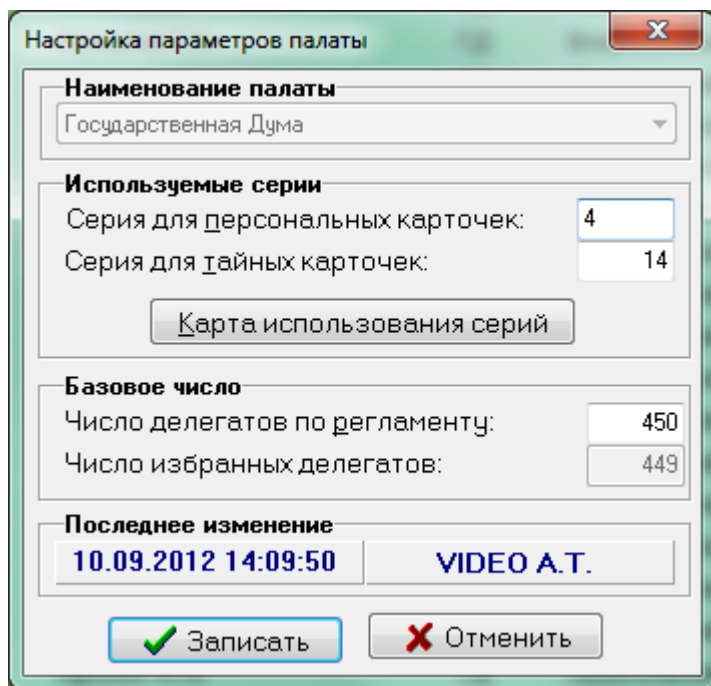 Настройка параметров палаты
Наименование палаты
Государственная Дума
Используемые серии
Серия для персональных карточек: 4
Серия для тайных карточек: 14
Карта использования серий
Базовое число
Число делегатов по регламенту: 450
Число избранных делегатов: 449
Последнее изменение
10.09.2012 14:09:50 VIDEO A.T.
Записать Отменить